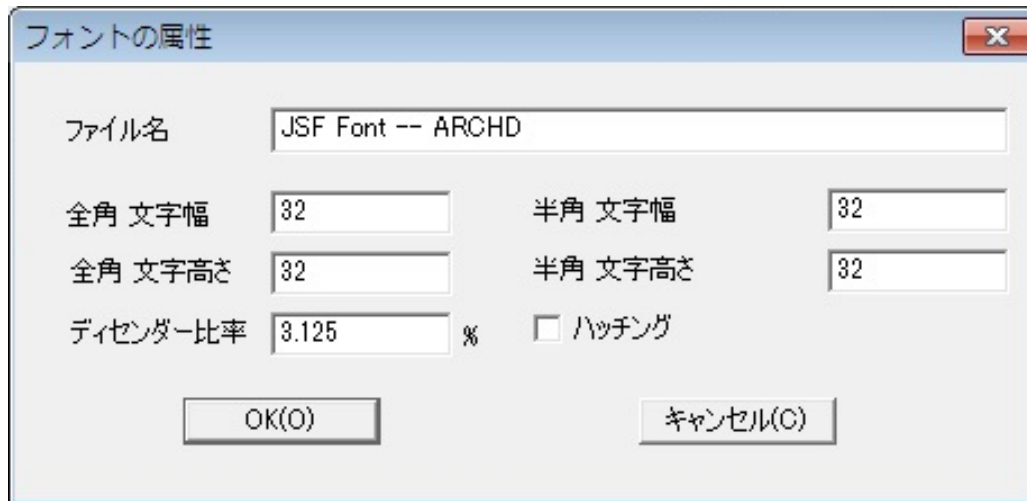 フォントの属性
ファイル名 JSF Font -- ARCHD
全角 文字幅 32 半角 文字幅 32
全角 文字高さ 32 半角 文字高さ 32
ディセンダー比率 3.125 % ハッチング
OK(O) キャンセル(C)